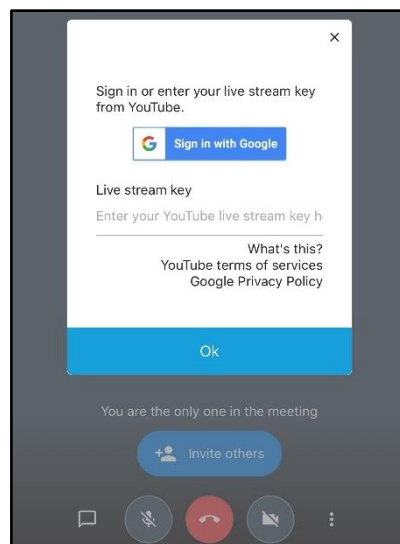 Sign in or enter your live stream key
from YouTube.
Sign in with Google
Live stream key
Enter your YouTube live stream key h
What's this?
YouTube terms of services
Google Privacy Policy
Ok
You are the only one in the meeting
Invite others